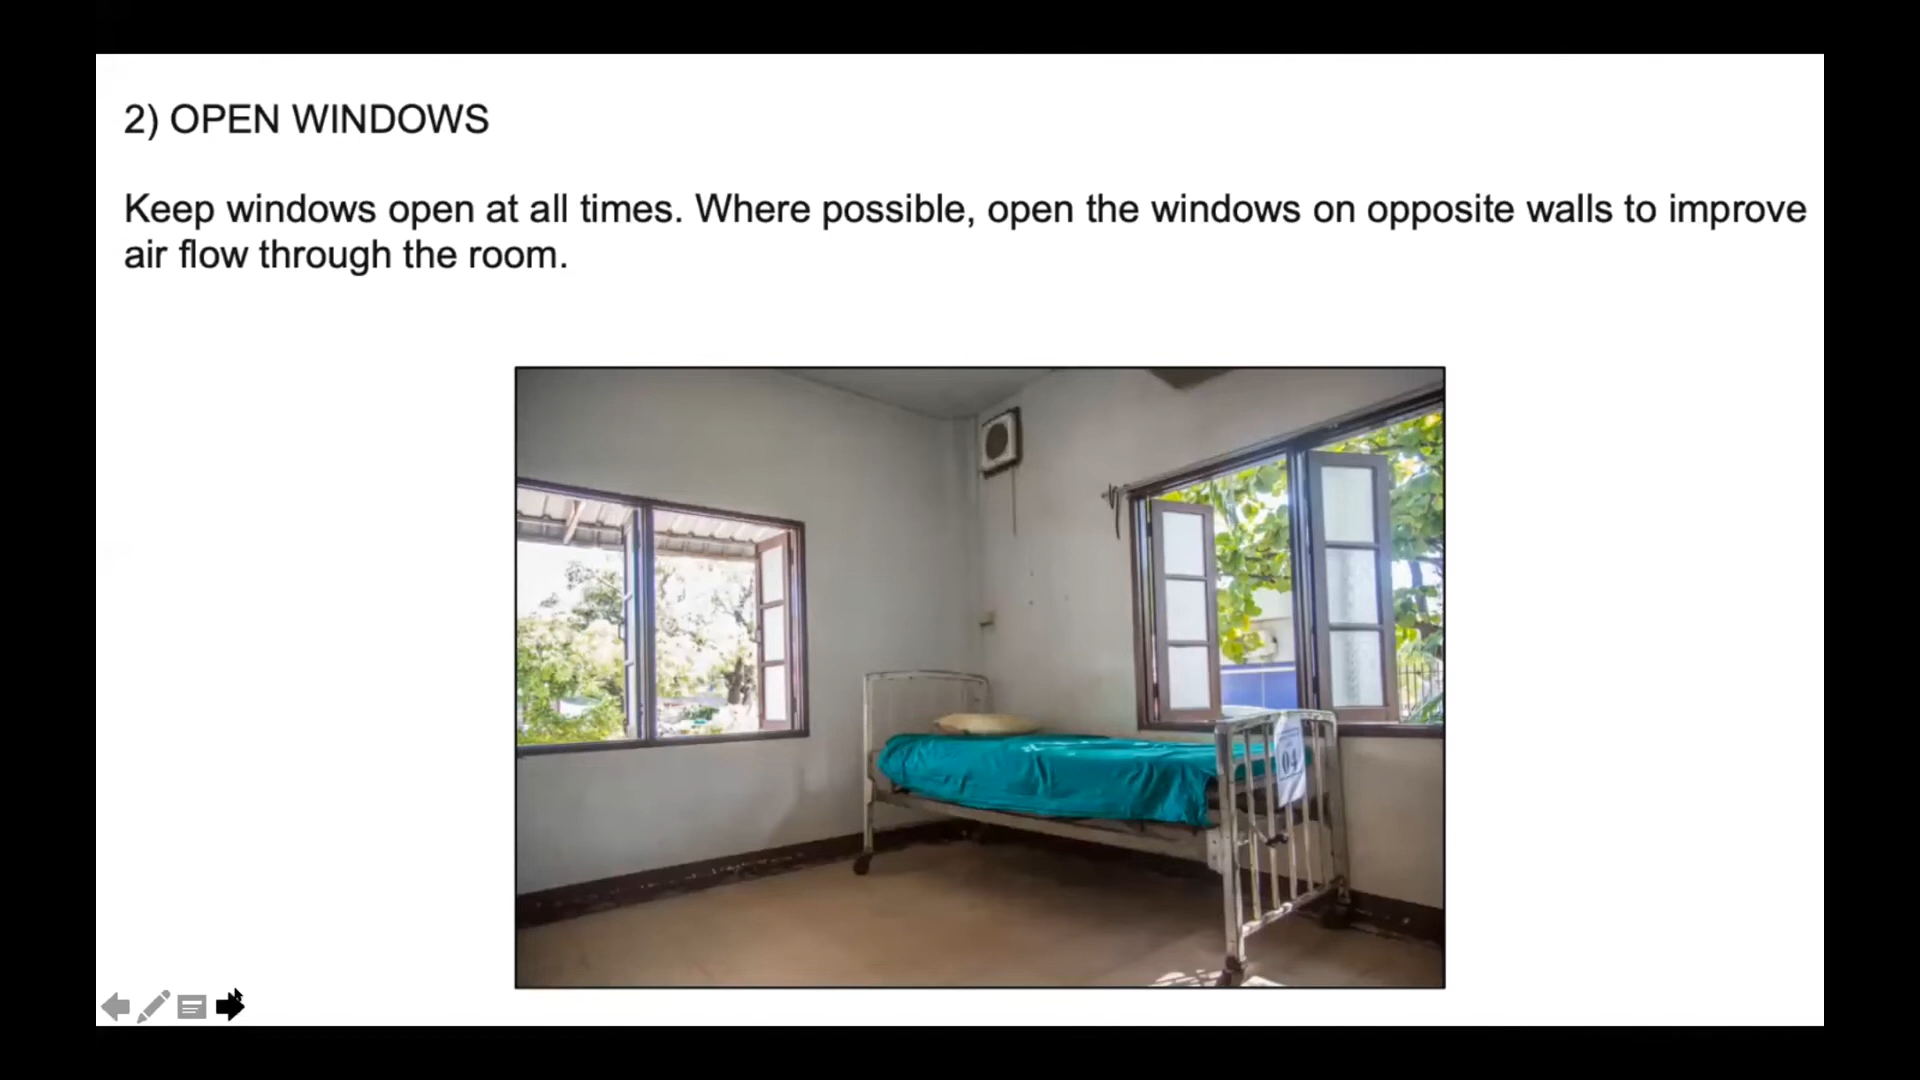 2) OPEN WINDOWS
Keep windows open at all times. Where possible, open the windows on opposite walls to improve
air flow through the room.
04